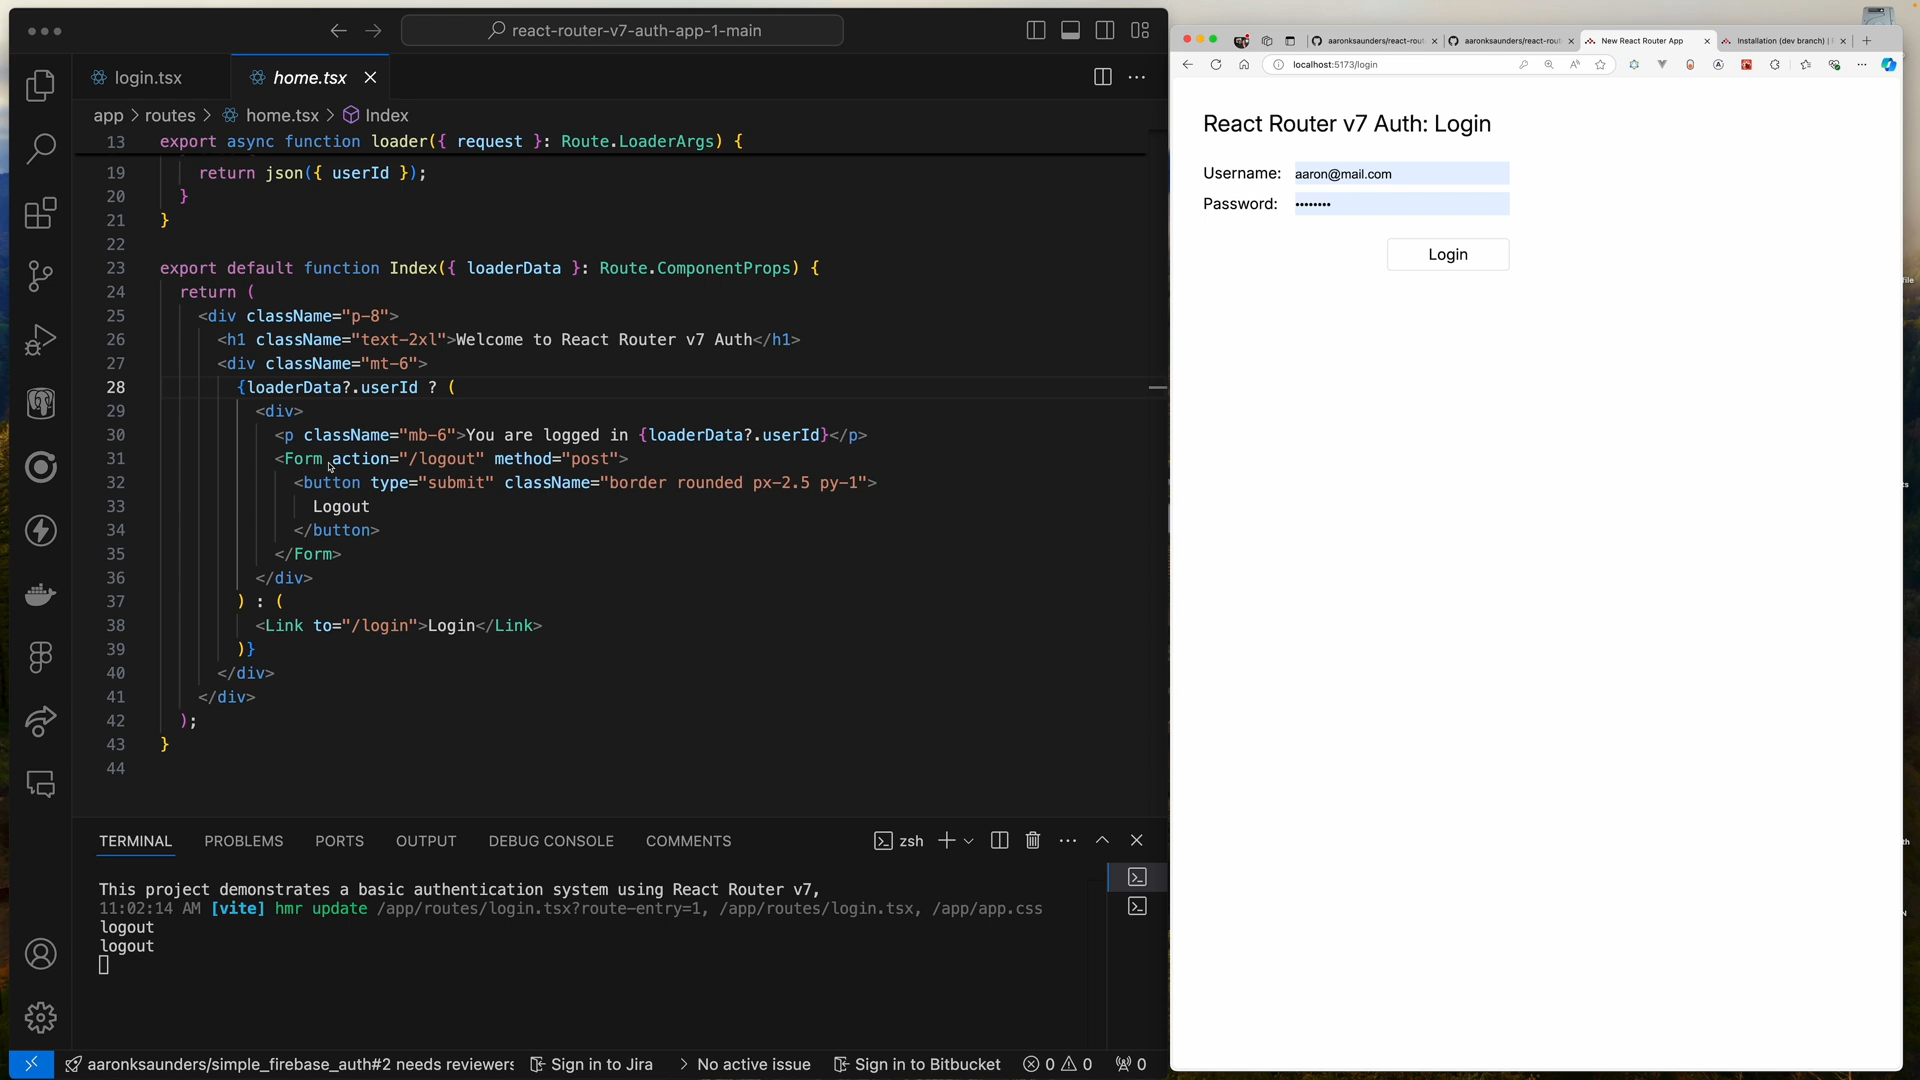 react-router-v7-auth-app-1-main
login.tsx
home.tsx
app > routes > home.tsx > Index
13 export async function loader({ request }: Route.LoaderArgs) {
19 return json({ userId });
20 }
21 }
22
23 export default function Index({ loaderData }: Route.ComponentProps) {
24 return (
25 <div className="p-8">
26 <h1 className="text-2xl">Welcome to React Router v7 Auth</h1>
27 <div className="mt-6">
28 {loaderData?.userId ? (
29 <div>
30 <p className="mb-6">You are logged in {loaderData?.userId}</p>
31 <Form action="/logout" method="post">
32 <button type="submit" className="border rounded px-2.5 py-1">
33 Logout
34 </button>
35 </Form>
36 </div>
37 ) : (
38 <Link to="/login">Login</Link>
39 )}
40 </div>
41 </div>
42 );
43 }
44
TERMINAL PROBLEMS PORTS OUTPUT DEBUG CONSOLE COMMENTS
zsh
This project demonstrates a basic authentication system using React Router v7,
11:02:14 AM [vite] hmr update /app/routes/login.tsx?route-entry=1, /app/routes/login.tsx, /app/app.css
logout
logout
aaronksaunders/simple_firebase_auth#2 needs reviewers
Sign in to Jira
No active issue
Sign in to Bitbucket
0 0
0
aaronksaunders/react-rout
aaronksaunders/react-rout
New React Router App
Installation (dev branch) |
localhost:5173/login
React Router v7 Auth: Login
Username: aaron@mail.com
Password: ••••••••
Login